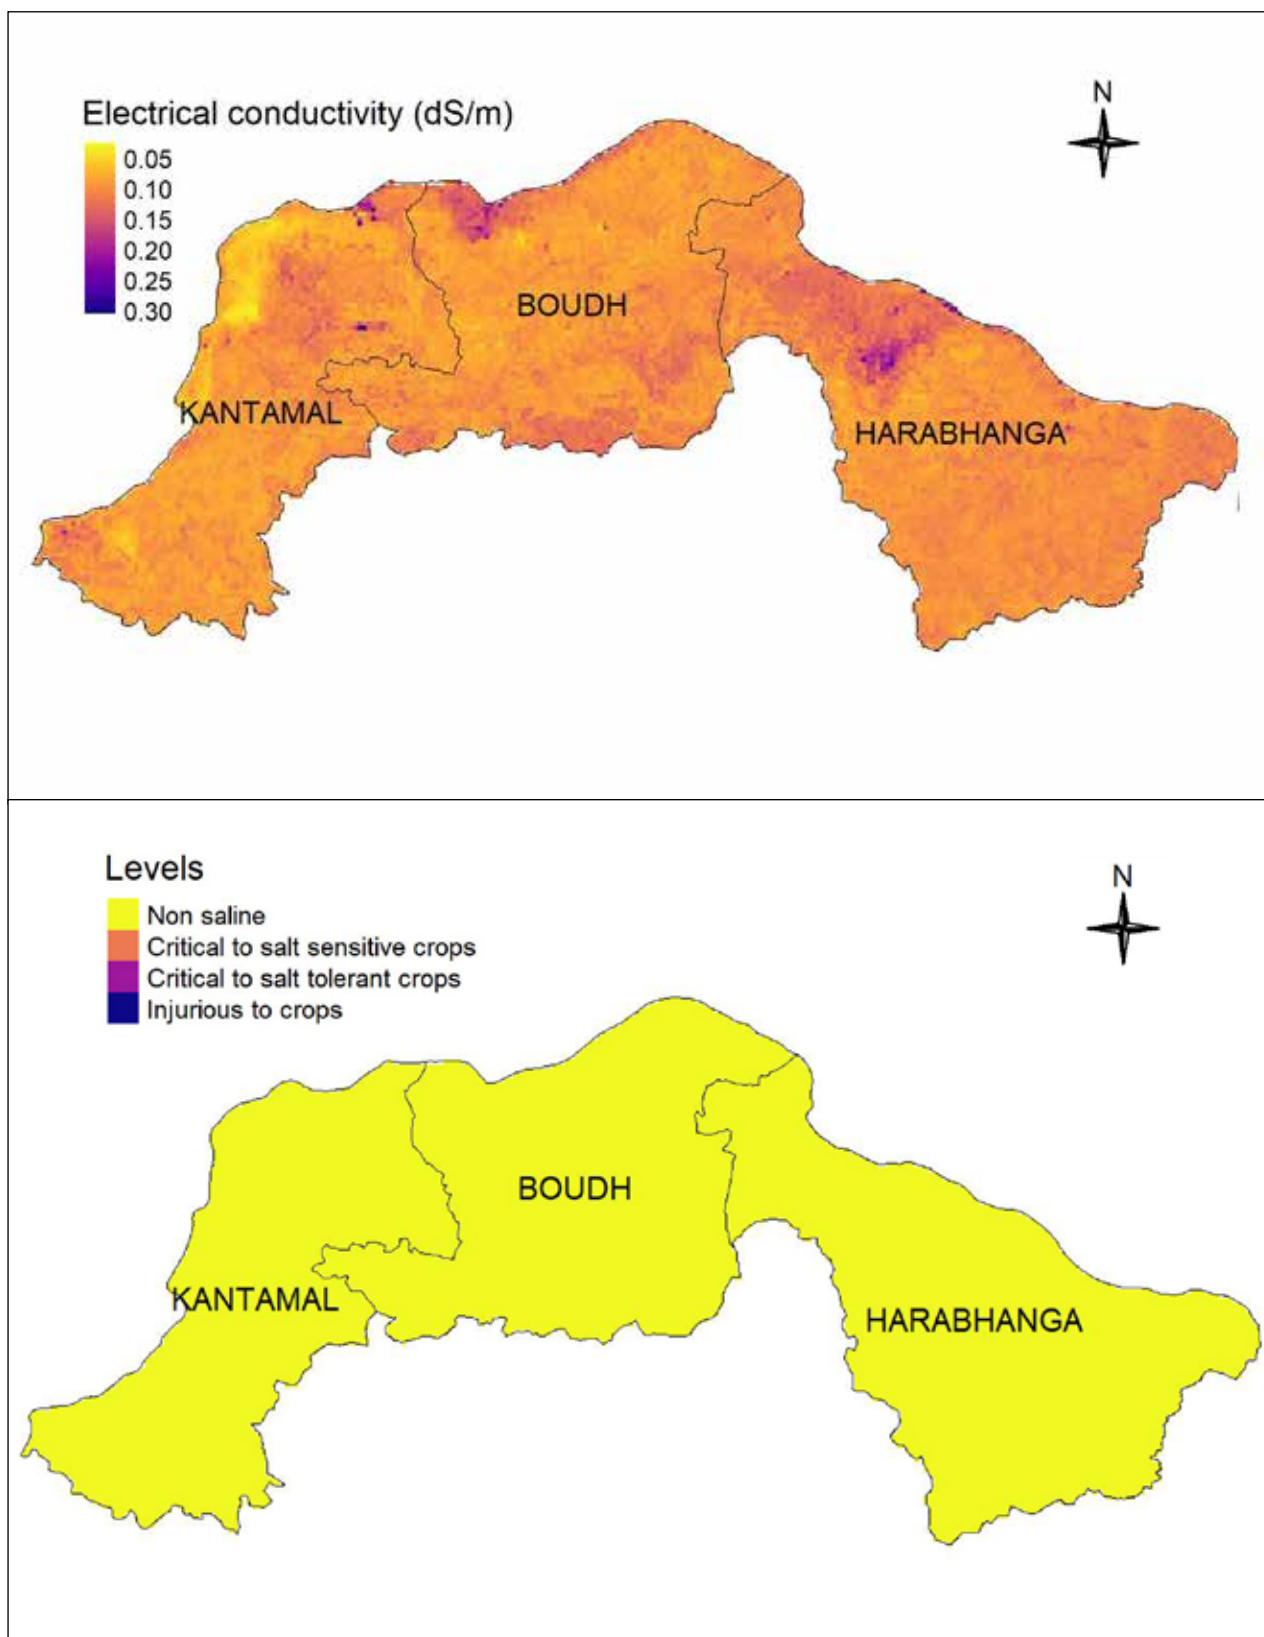 N
Electrical conductivity (dS/m)
0.05
0.10
0.15
0.20
0.25
0.30
BOUDH
KANTAMAL
HARABHANGA
Levels
N
Non saline
Critical to salt sensitive crops
Critical to salt tolerant crops
Injurious to crops
BOUDH
KANTAMAL
HARABHANGA